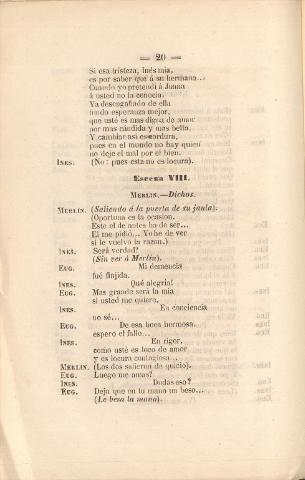 — 20 —
Si esa tristeza, Inés mia,
es por saber que á su hermana...
Cuando yo pretendí á Juana
á usted no la conocia.
Ya desengañado de ella
ando esperanza mejor,
que usté es mas digna de amor
por mas cándida y mas bella.
Y cambiar asi es cordura,
pues en el mundo no hay quien
no deje el mal por el bien.
INES. (No: pues esta no es locura).
Escena VIII.
MERLIN.—Dichos.
MERLIN. (Saliendo á la puerta de su jaula).
(Oportuna es la ocasion.
Este el de antes ha de ser...
El me pidió... Yo he de ver
si le vuelvo la razon.)
INES. Será verdad?
(Sin ver á Merlin).
EUG. Mi demencia
fué finjida.
INES. Qué alegria!
EUG. Mas grande será la mia
si usted me quiere.
INES. En conciencia
no sé...
EUG. De esa boca hermosa
espero el fallo...
INES. En rigor,
como usté es loco de amor
y es locura contagiosa...
MERLIN. (Los dos salieron de quicio).
EUG. Luego me amas?
INES. Dudas eso?
EUG. Deja que en tu mano un beso...
(Le besa la mano).